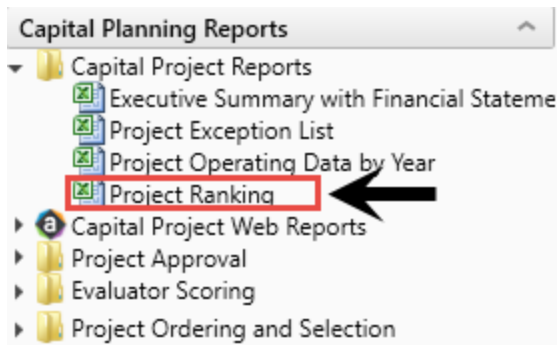 Capital Planning Reports
Capital Project Reports
Executive Summary with Financial Stateme
Project Exception List
Project Operating Data by Year
Project Ranking
Capital Project Web Reports
Project Approval
Evaluator Scoring
Project Ordering and Selection